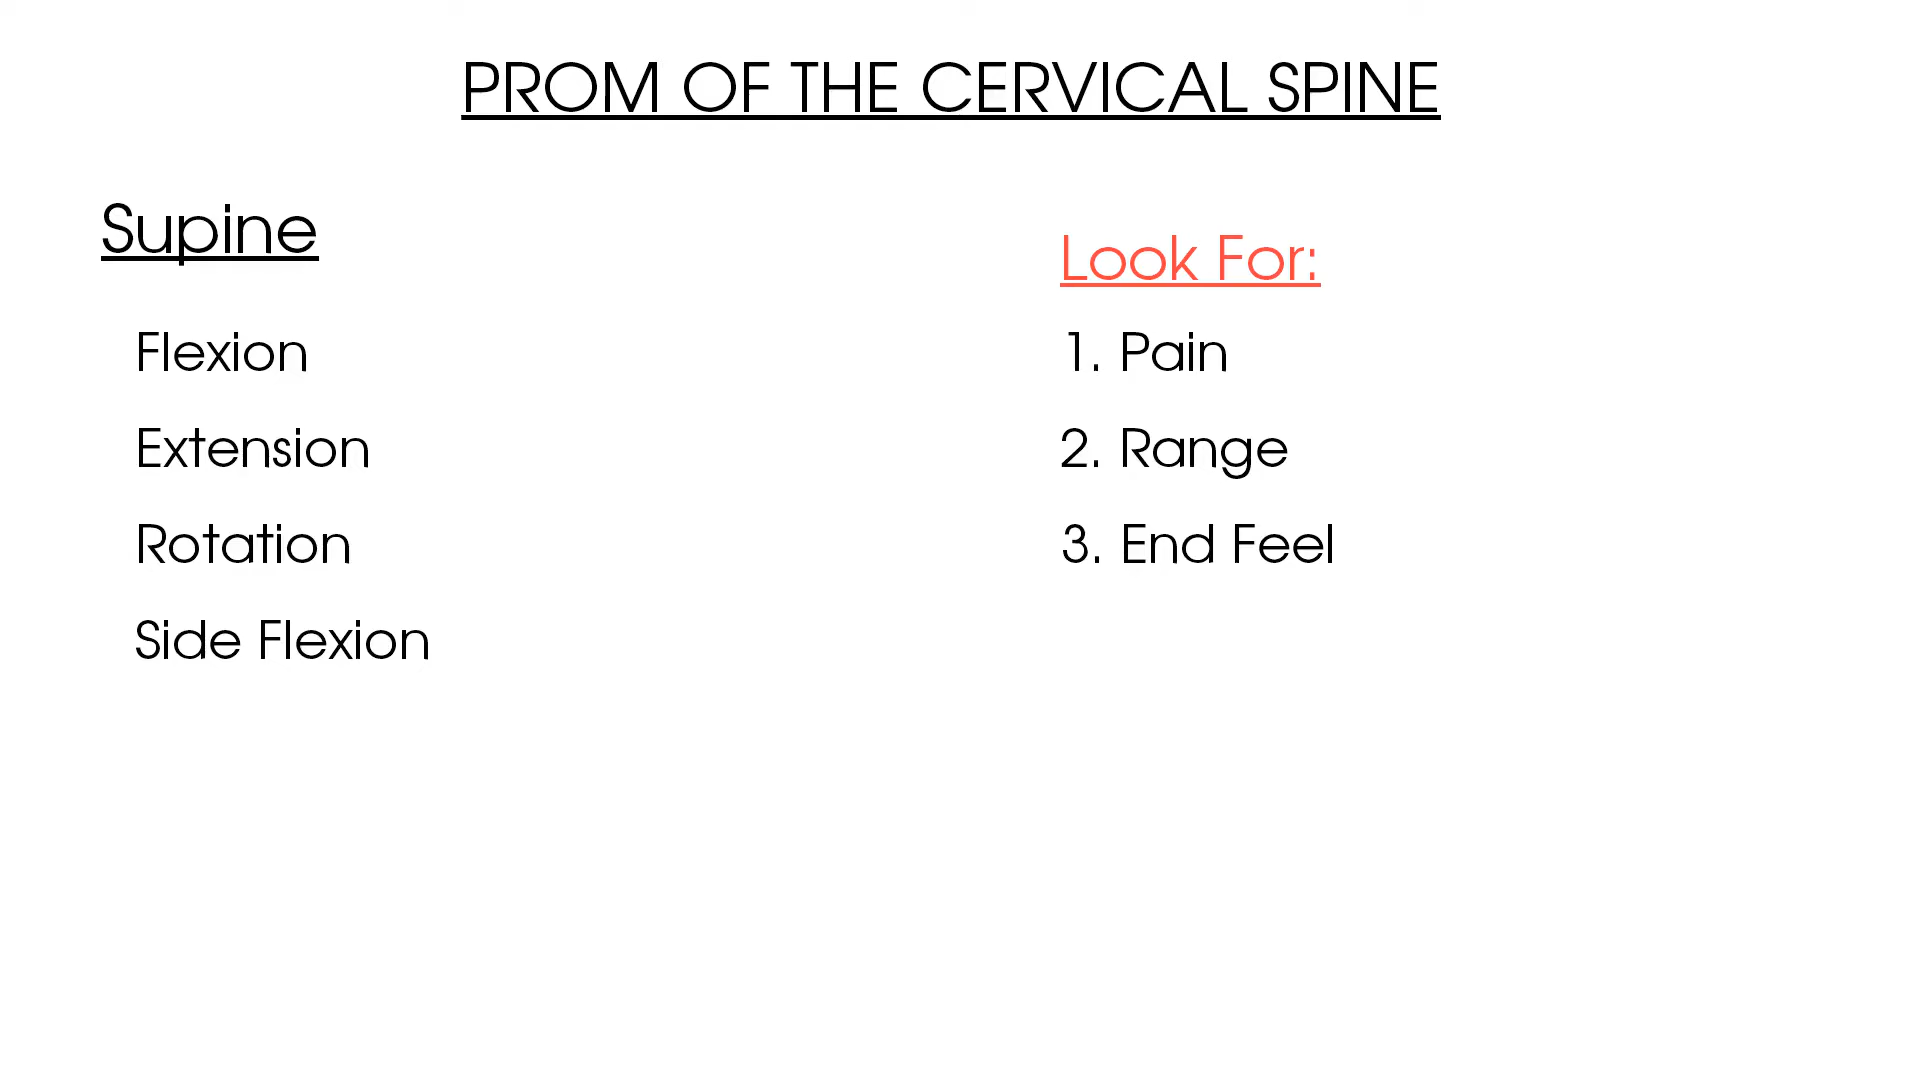 PROM OF THE CERVICAL SPINE
Supine
Flexion
Extension
Rotation
Side Flexion
Look For:
1. Pain
2. Range
3. End Feel